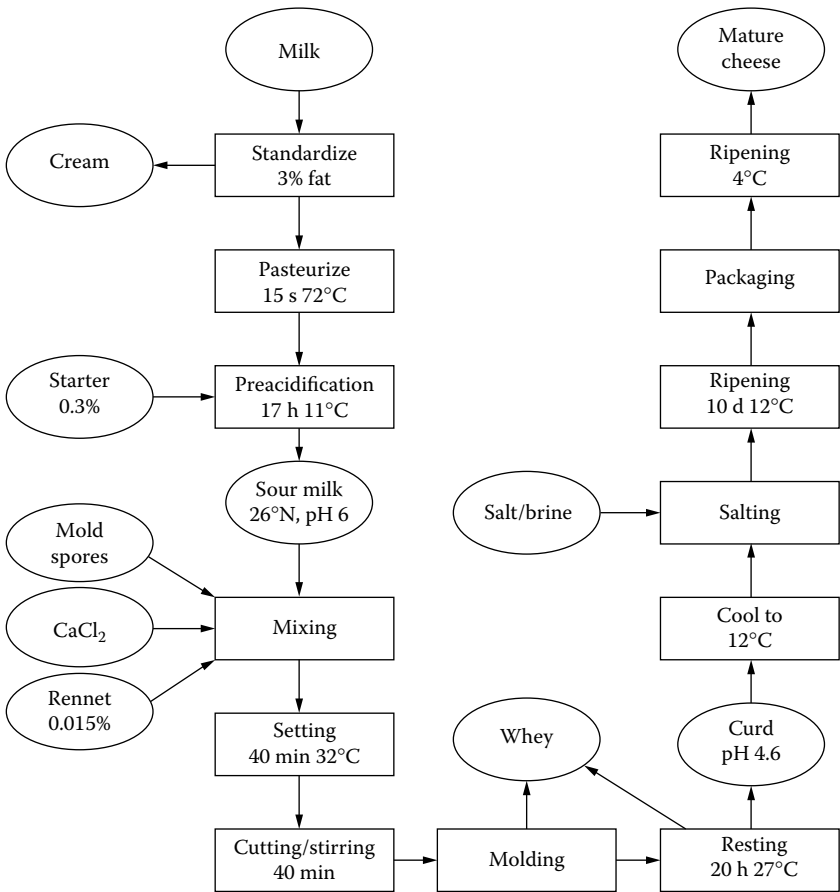 Milk
Cream
Standardize
3% fat
Pasteurize
15 s 72°C
Starter
0.3%
Preacidification
17 h 11°C
Sour milk
26°N, pH 6
Mold
spores
CaCl₂
Rennet
0.015%
Mixing
Setting
40 min 32°C
Cutting/stirring
40 min
Molding
Whey
Resting
20 h 27°C
Curd
pH 4.6
Cool to
12°C
Salt/brine
Salting
Ripening
10 d 12°C
Packaging
Ripening
4°C
Mature
cheese